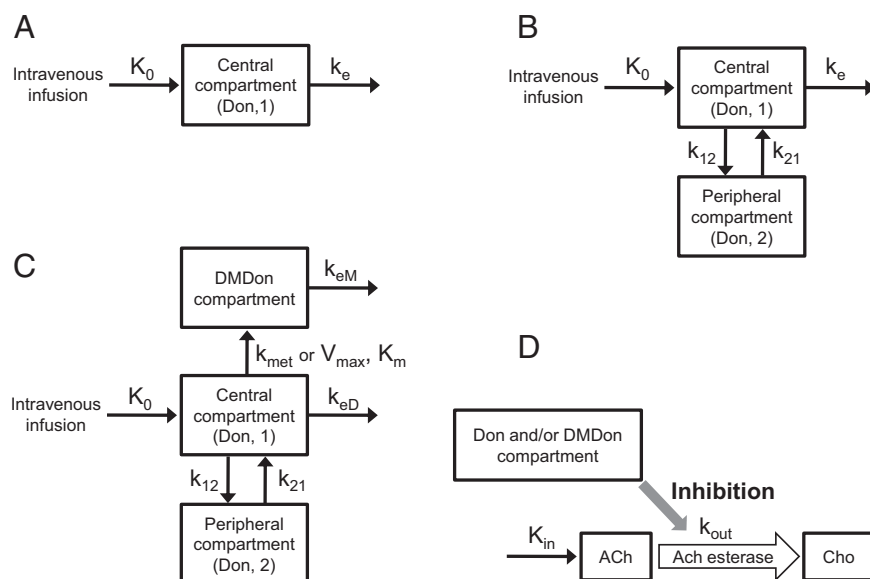 A
Intravenous
infusion
K0
Central
compartment
(Don,1)
ke
B
Intravenous
infusion
K0
Central
compartment
(Don, 1)
ke
k12
k21
Peripheral
compartment
(Don, 2)
C
DMDon
compartment
keM
kmet or Vmax, Km
Intravenous
infusion
K0
Central
compartment
(Don, 1)
keD
k12
k21
Peripheral
compartment
(Don, 2)
D
Don and/or DMDon
compartment
Inhibition
Kin
ACh
kout
Ach esterase
Cho